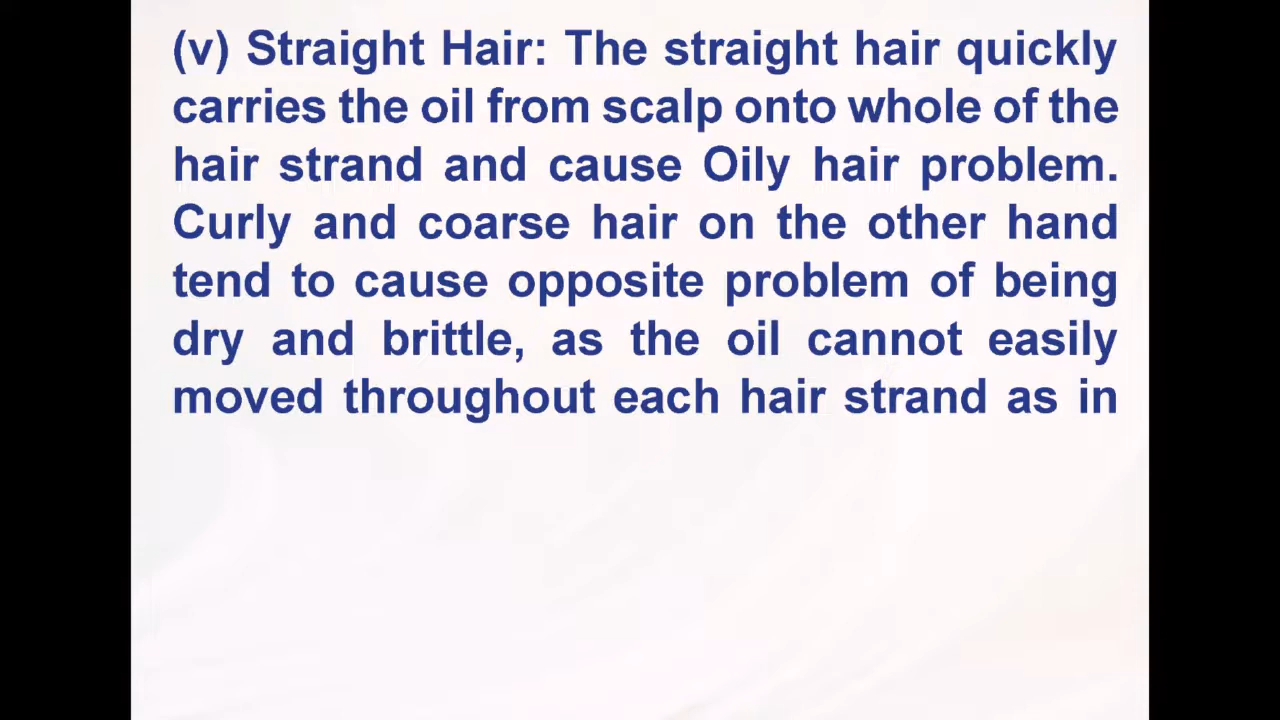 (v) Straight Hair: The straight hair quickly
carries the oil from scalp onto whole of the
hair strand and cause Oily hair problem.
Curly and coarse hair on the other hand
tend to cause opposite problem of being
dry and brittle, as the oil cannot easily
moved throughout each hair strand as in